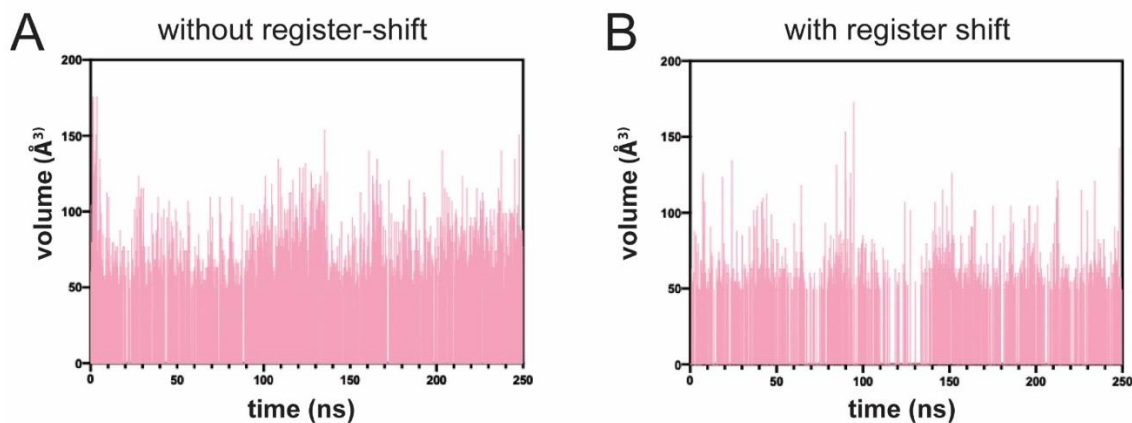 A
without register-shift
200
150
100
50
0
volume (Å³)
0 50 100 150 200 250
time (ns)
B
with register shift
200
150
100
50
0
volume (Å³)
0 50 100 150 200 250
time (ns)